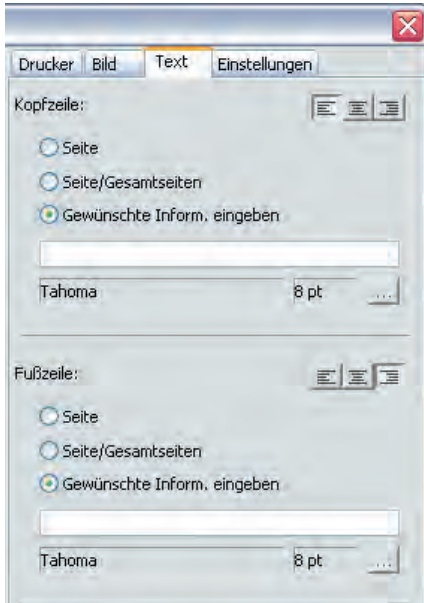 Drucker Bild Text Einstellungen
Kopfzeile:
Seite
Seite/Gesamtseiten
Gewünschte Inform. eingeben
Tahoma 8 pt ...
Fußzeile:
Seite
Seite/Gesamtseiten
Gewünschte Inform. eingeben
Tahoma 8 pt ...